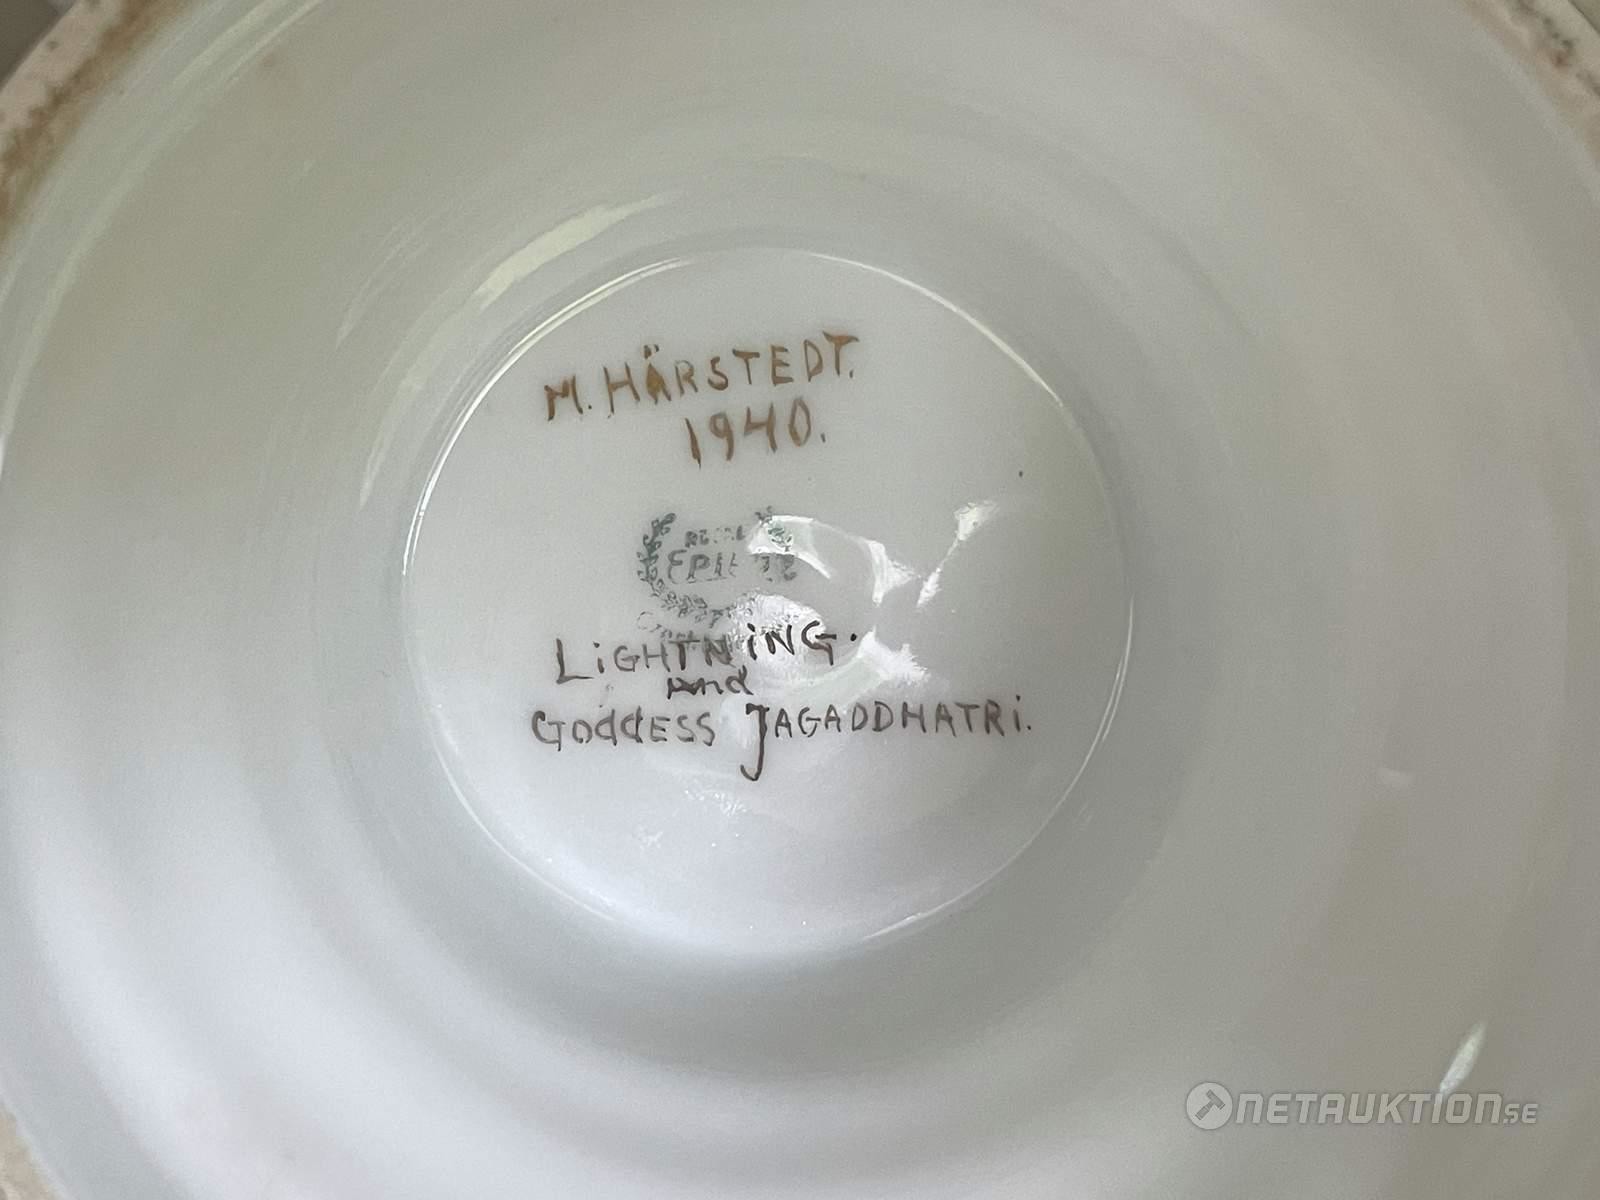 M. HÄRSTEDT.
1940.
LiGHTNiNG.
and
GODDESS JAGADDHATRi.
NETAUKTION.SE